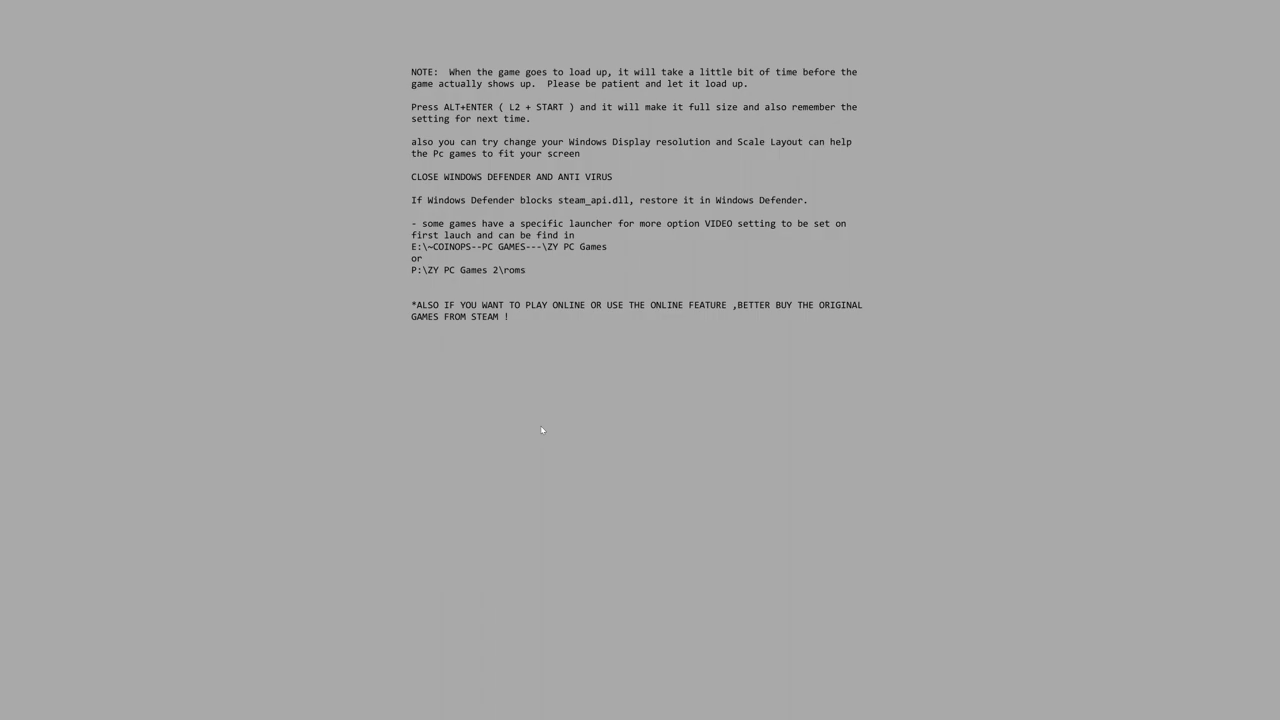 NOTE:  When the game goes to load up, it will take a little bit of time before the
game actually shows up.  Please be patient and let it load up.
Press ALT+ENTER ( L2 + START ) and it will make it full size and also remember the
setting for next time.
also you can try change your Windows Display resolution and Scale Layout can help
the Pc games to fit your screen
CLOSE WINDOWS DEFENDER AND ANTI VIRUS
If Windows Defender blocks steam_api.dll, restore it in Windows Defender.
- some games have a specific launcher for more option VIDEO setting to be set on
first lauch and can be find in
E:\~COINOPS--PC GAMES---\ZY PC Games
or
P:\ZY PC Games 2\roms
*ALSO IF YOU WANT TO PLAY ONLINE OR USE THE ONLINE FEATURE ,BETTER BUY THE ORIGINAL
GAMES FROM STEAM !